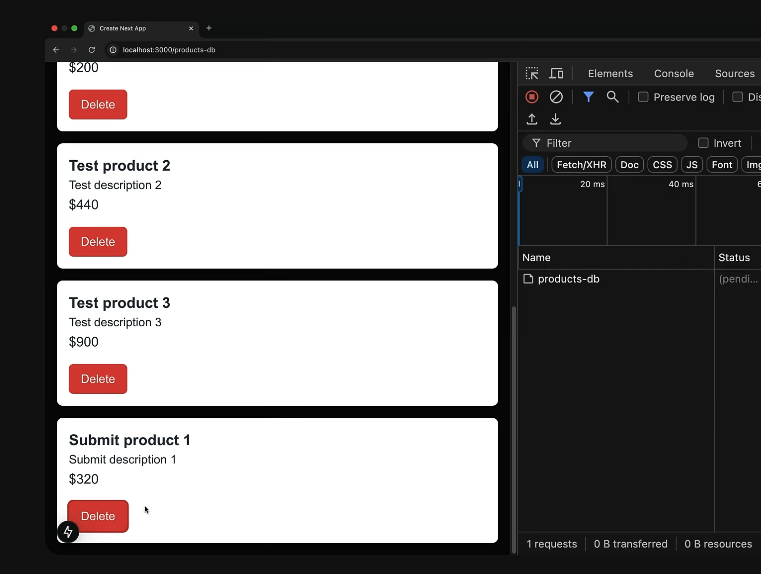 Create Next App
localhost:3000/products-db
$200
Delete
Test product 2
Test description 2
$440
Delete
Test product 3
Test description 3
$900
Delete
Submit product 1
Submit description 1
$320
Delete
Elements Console Sources
Preserve log Dis
Filter Invert
All Fetch/XHR Doc CSS JS Font Img
20 ms 40 ms 6
Name Status
products-db (pendi...
1 requests 0 B transferred 0 B resources